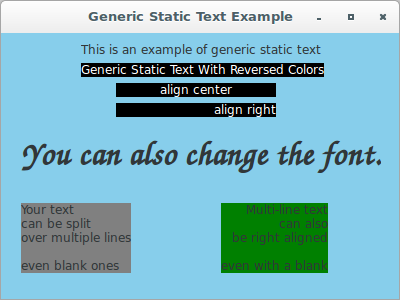 Generic Static Text Example
This is an example of generic static text
Generic Static Text With Reversed Colors
align center
align right
You can also change the font.
Your text
can be split
over multiple lines

even blank ones
Multi-line text
can also
be right aligned

even with a blank